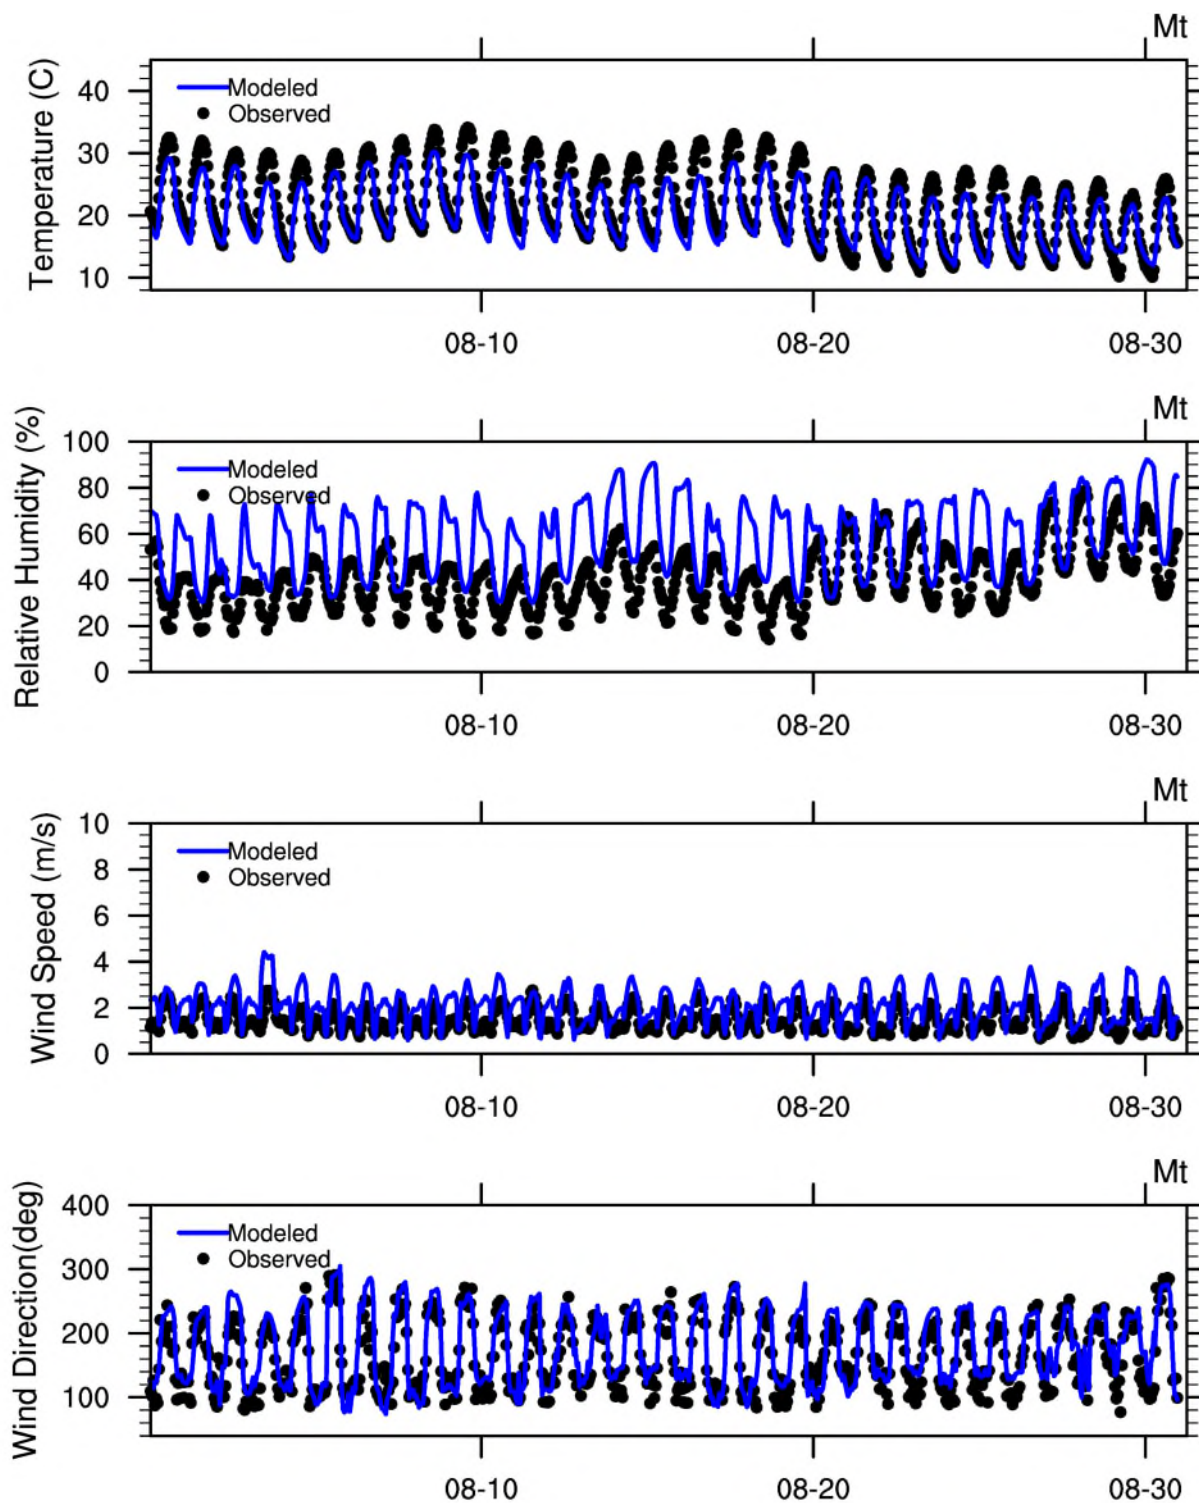 Mt
Temperature (C)
40
30
20
10
Modeled
Observed
08-10
08-20
08-30
Mt
Relative Humidity (%)
100
80
60
40
20
0
Modeled
Observed
08-10
08-20
08-30
Mt
Wind Speed (m/s)
10
8
6
4
2
0
Modeled
Observed
08-10
08-20
08-30
Mt
Wind Direction(deg)
400
300
200
100
Modeled
Observed
08-10
08-20
08-30